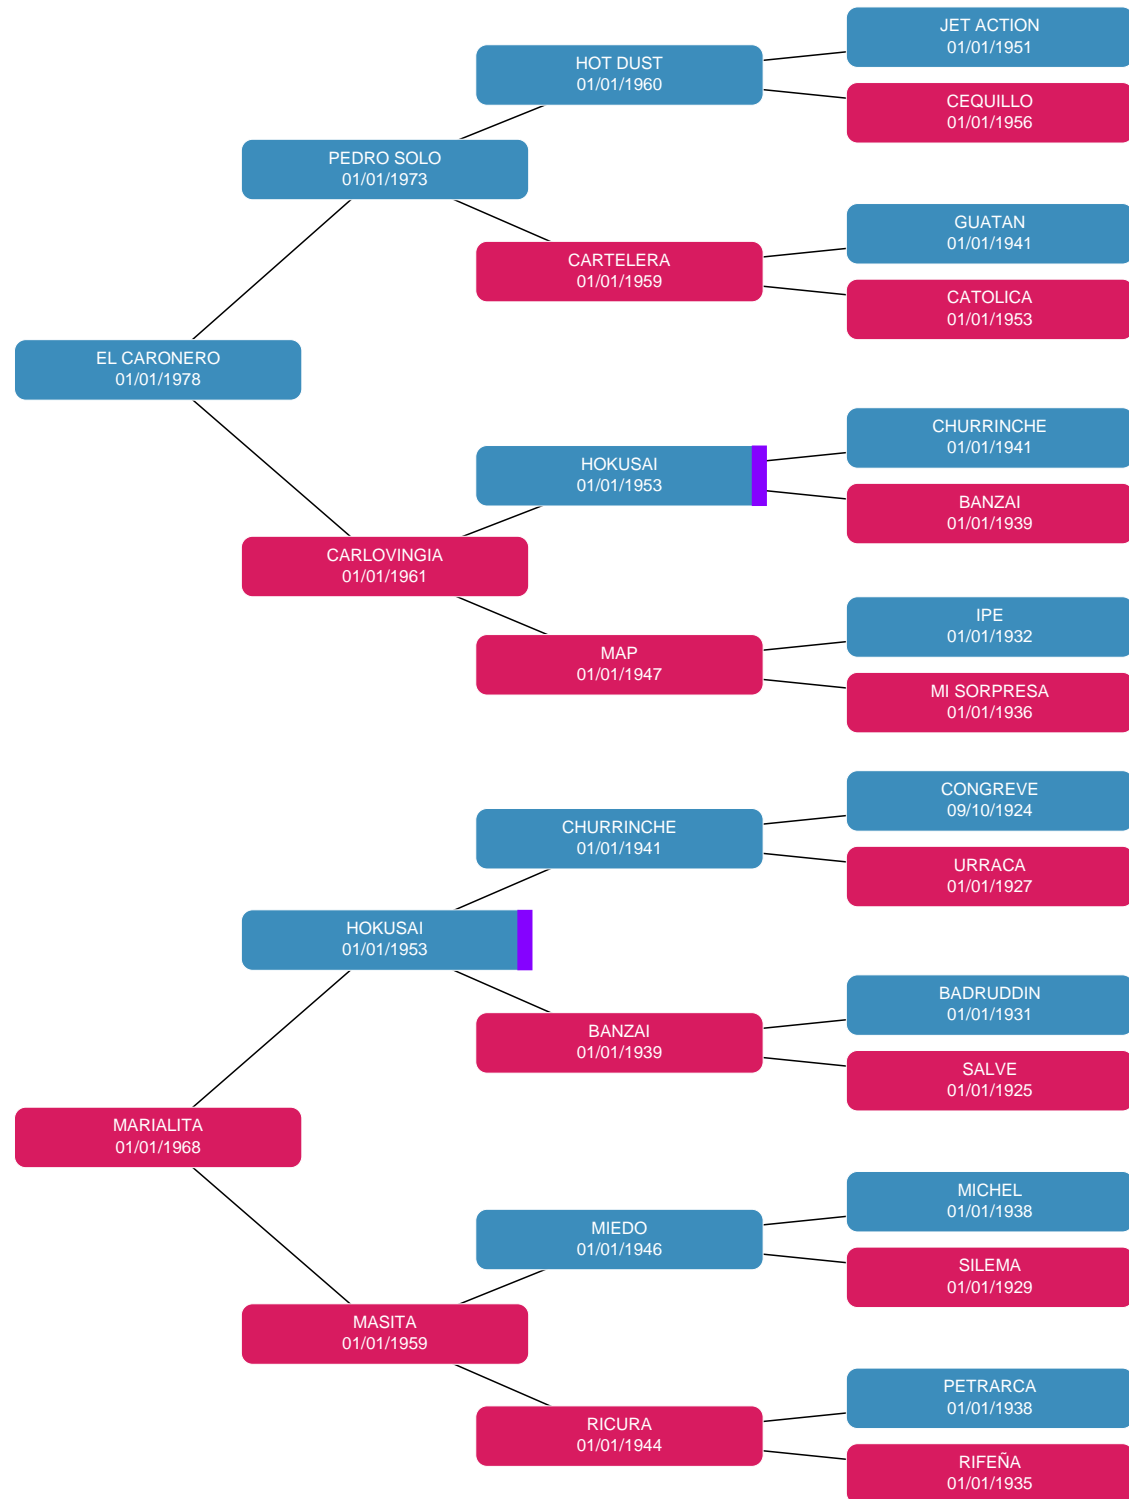 JET ACTION
01/01/1951
HOT DUST
01/01/1960
CEQUILLO
01/01/1956
PEDRO SOLO
01/01/1973
GUATAN
01/01/1941
CARTELERA
01/01/1959
CATOLICA
01/01/1953
EL CARONERO
01/01/1978
CHURRINCHE
01/01/1941
HOKUSAI
01/01/1953
BANZAI
01/01/1939
CARLOVINGIA
01/01/1961
IPE
01/01/1932
MAP
01/01/1947
MI SORPRESA
01/01/1936
CONGREVE
09/10/1924
CHURRINCHE
01/01/1941
URRACA
01/01/1927
HOKUSAI
01/01/1953
BADRUDDIN
01/01/1931
BANZAI
01/01/1939
SALVE
01/01/1925
MARIALITA
01/01/1968
MICHEL
01/01/1938
MIEDO
01/01/1946
SILEMA
01/01/1929
MASITA
01/01/1959
PETRARCA
01/01/1938
RICURA
01/01/1944
RIFEÑA
01/01/1935